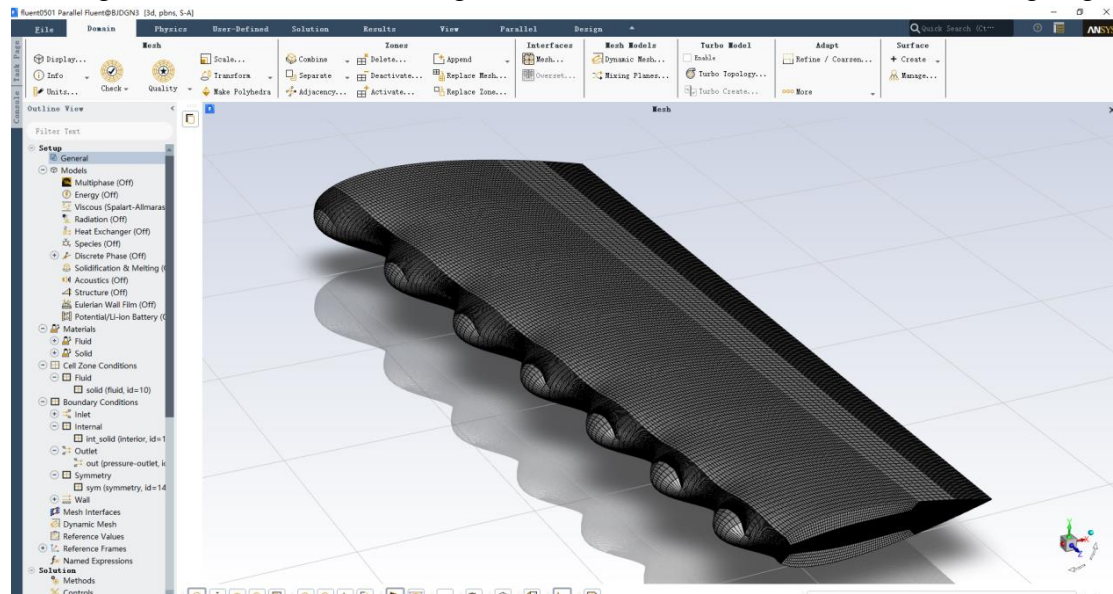 fluent0501 Parallel Fluent@BJDGN3 [3d, pbns, S-A]
File Domain Physics User-Defined Solution Results View Parallel Design
Quick Search (Ct
ANSYS
Mesh Zones Interfaces Mesh Models Turbo Model Adapt Surface
Display... Scale... Combine Delete... Append Mesh... Dynamic Mesh... Enable Refine / Coarsen... + Create
Info Check Quality Transform Separate Deactivate... Replace Mesh... Overset... Mixing Planes... Turbo Topology... Manage...
Units... Make Polyhedra Adjacency... Activate... Replace Zone... Turbo Create... More
Task Page
Console
Outline View <
Mesh
Filter Text
Setup
General
Models
Multiphase (Off)
Energy (Off)
Viscous (Spalart-Allmaras
Radiation (Off)
Heat Exchanger (Off)
Species (Off)
Discrete Phase (Off)
Solidification & Melting (
Acoustics (Off)
Structure (Off)
Eulerian Wall Film (Off)
Potential/Li-ion Battery (
Materials
Fluid
Solid
Cell Zone Conditions
Fluid
solid (fluid, id=10)
Boundary Conditions
Inlet
Internal
int_solid (interior, id=1
Outlet
out (pressure-outlet, i
Symmetry
sym (symmetry, id=14
Wall
Mesh Interfaces
Dynamic Mesh
Reference Values
Reference Frames
Named Expressions
Solution
Methods
Controls